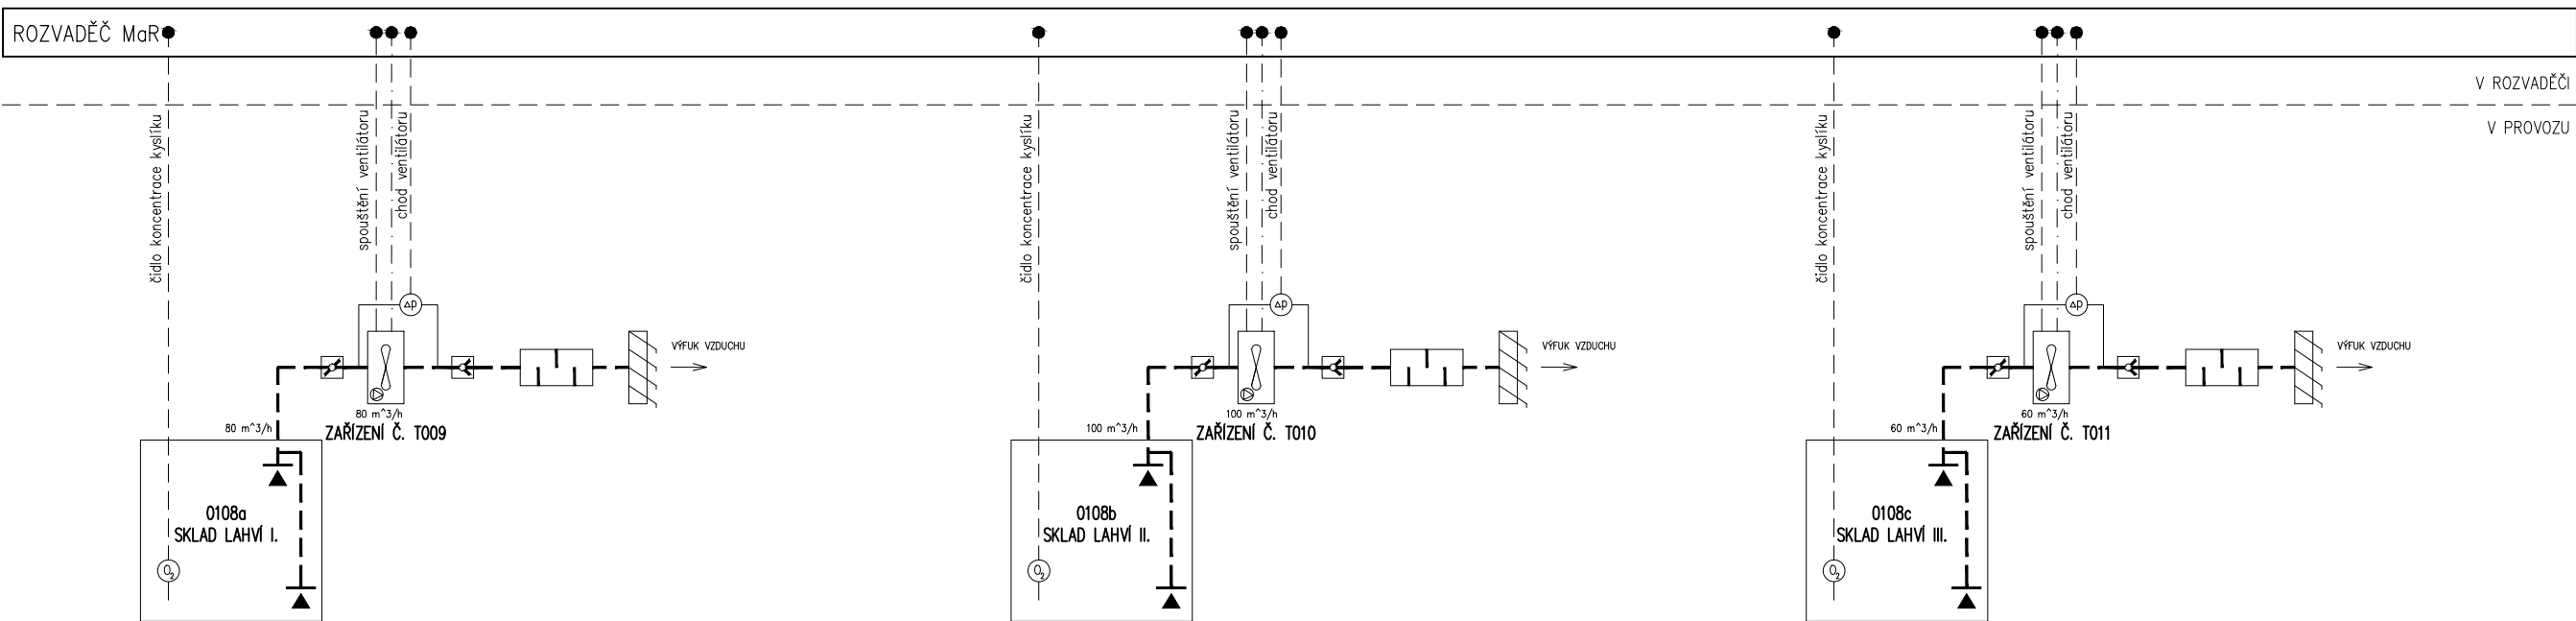 ROZVADĚČ MaR
V ROZVADĚČI
V PROVOZU
čidlo koncentrace kyslíku
spouštění ventilátoru
chod ventilátoru
Δp
VÝFUK VZDUCHU
80 m^3/h
80 m^3/h
ZAŘÍZENÍ Č. T009
0108a
SKLAD LAHVÍ I.
O2
čidlo koncentrace kyslíku
spouštění ventilátoru
chod ventilátoru
Δp
VÝFUK VZDUCHU
100 m^3/h
100 m^3/h
ZAŘÍZENÍ Č. T010
0108b
SKLAD LAHVÍ II.
O2
čidlo koncentrace kyslíku
spouštění ventilátoru
chod ventilátoru
Δp
VÝFUK VZDUCHU
60 m^3/h
60 m^3/h
ZAŘÍZENÍ Č. T011
0108c
SKLAD LAHVÍ III.
O2